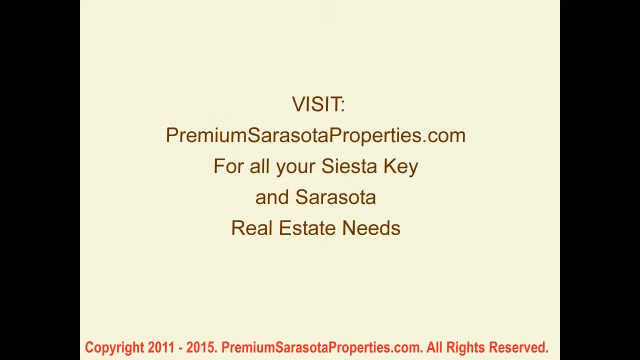 VISIT:
PremiumSarasotaProperties.com
For all your Siesta Key
and Sarasota
Real Estate Needs
Copyright 2011 - 2015. PremiumSarasotaProperties.com. All Rights Reserved.